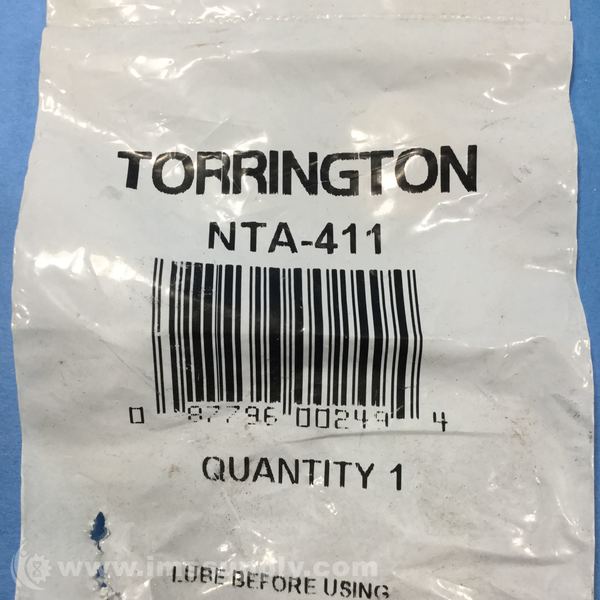 TORRINGTON
NTA-411
0 87796 00249 4
QUANTITY 1
LUBE BEFORE USING